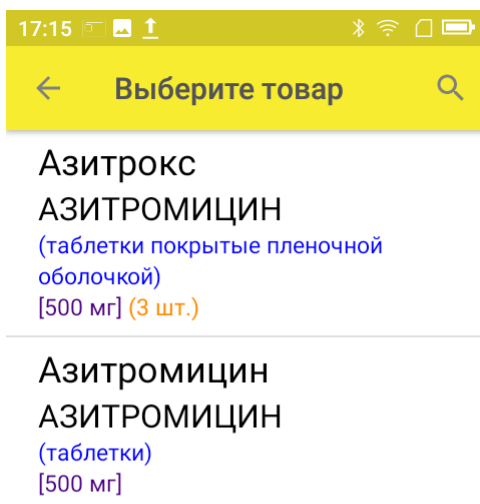 17:15
Выберите товар
Азитрокс
АЗИТРОМИЦИН
(таблетки покрытые пленочной
оболочкой)
[500 мг] (3 шт.)
Азитромицин
АЗИТРОМИЦИН
(таблетки)
[500 мг]